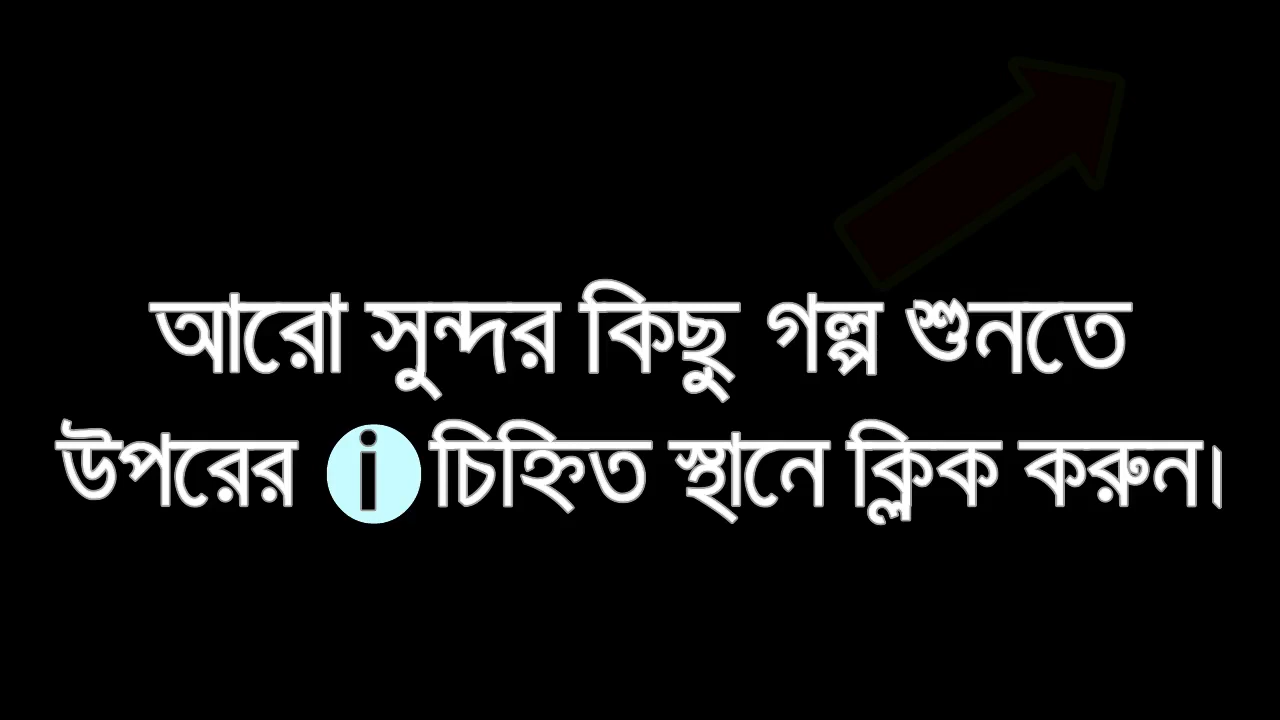 আরো সুন্দর কিছু গল্প শুনতে
উপরের i চিহ্নিত স্থানে ক্লিক করুন।